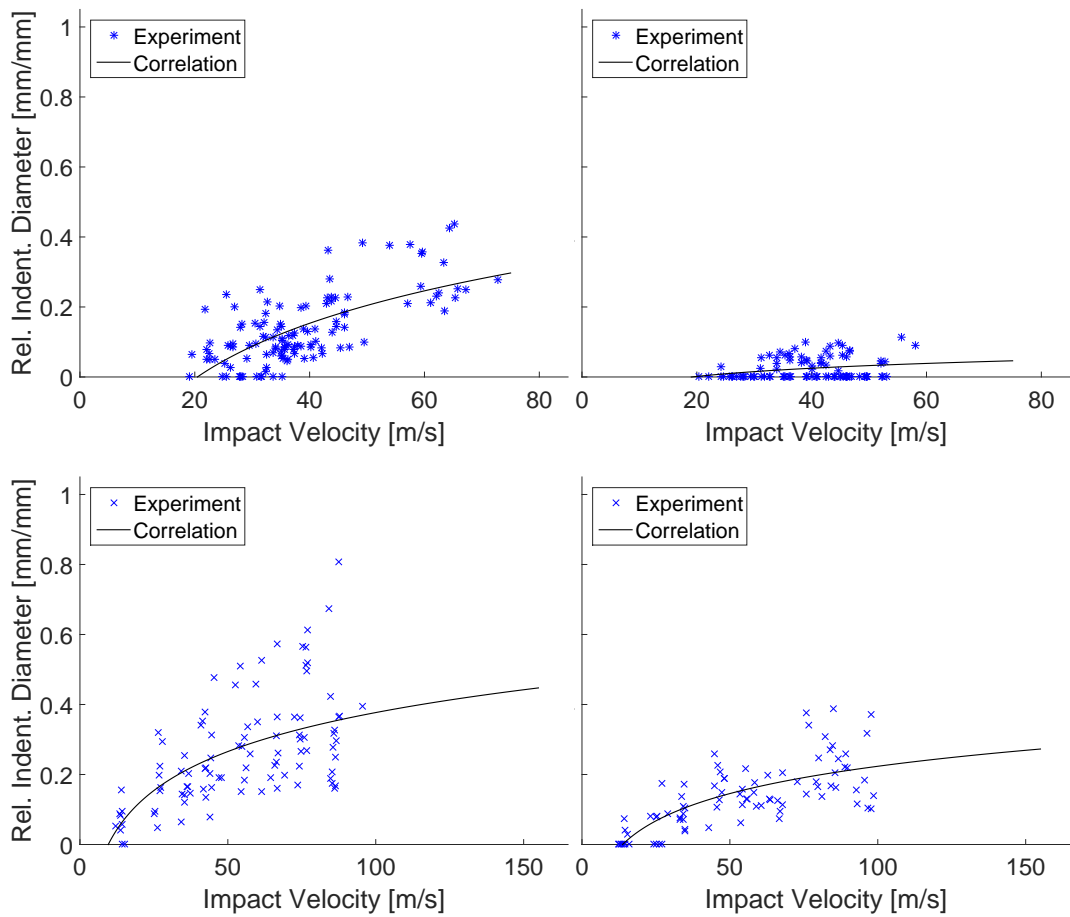 1
0.8
0.6
0.4
0.2
0
Rel. Indent. Diameter [mm/mm]
Experiment
Correlation
0 20 40 60 80
Impact Velocity [m/s]
Experiment
Correlation
0 20 40 60 80
Impact Velocity [m/s]
1
0.8
0.6
0.4
0.2
0
Rel. Indent. Diameter [mm/mm]
Experiment
Correlation
0 50 100 150
Impact Velocity [m/s]
Experiment
Correlation
0 50 100 150
Impact Velocity [m/s]